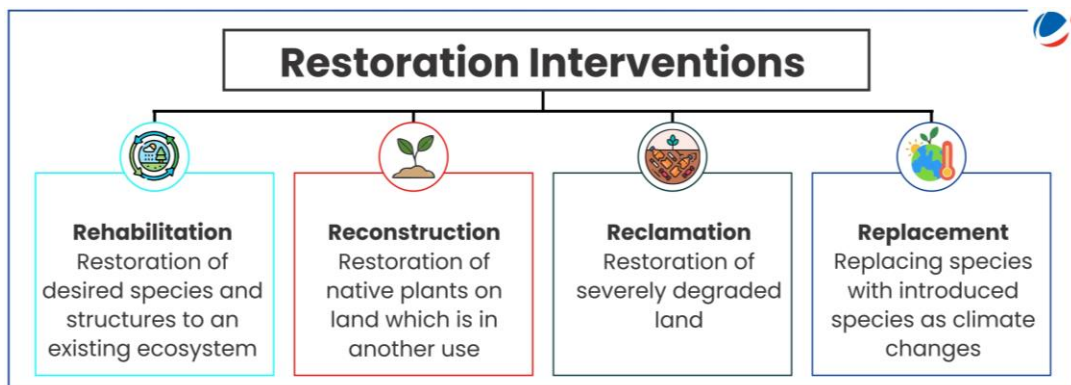 Restoration Interventions
Rehabilitation
Restoration of
desired species and
structures to an
existing ecosystem
Reconstruction
Restoration of
native plants on
land which is in
another use
Reclamation
Restoration of
severely degraded
land
Replacement
Replacing species
with introduced
species as climate
changes